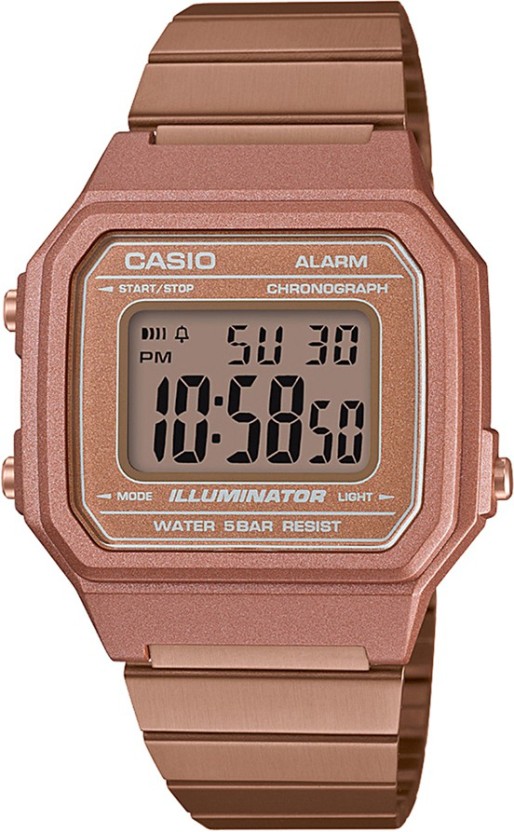 CASIO ALARM
START/STOP CHRONOGRAPH
SU 30
PM
10:58 50
MODE ILLUMINATOR LIGHT
WATER 5BAR RESIST